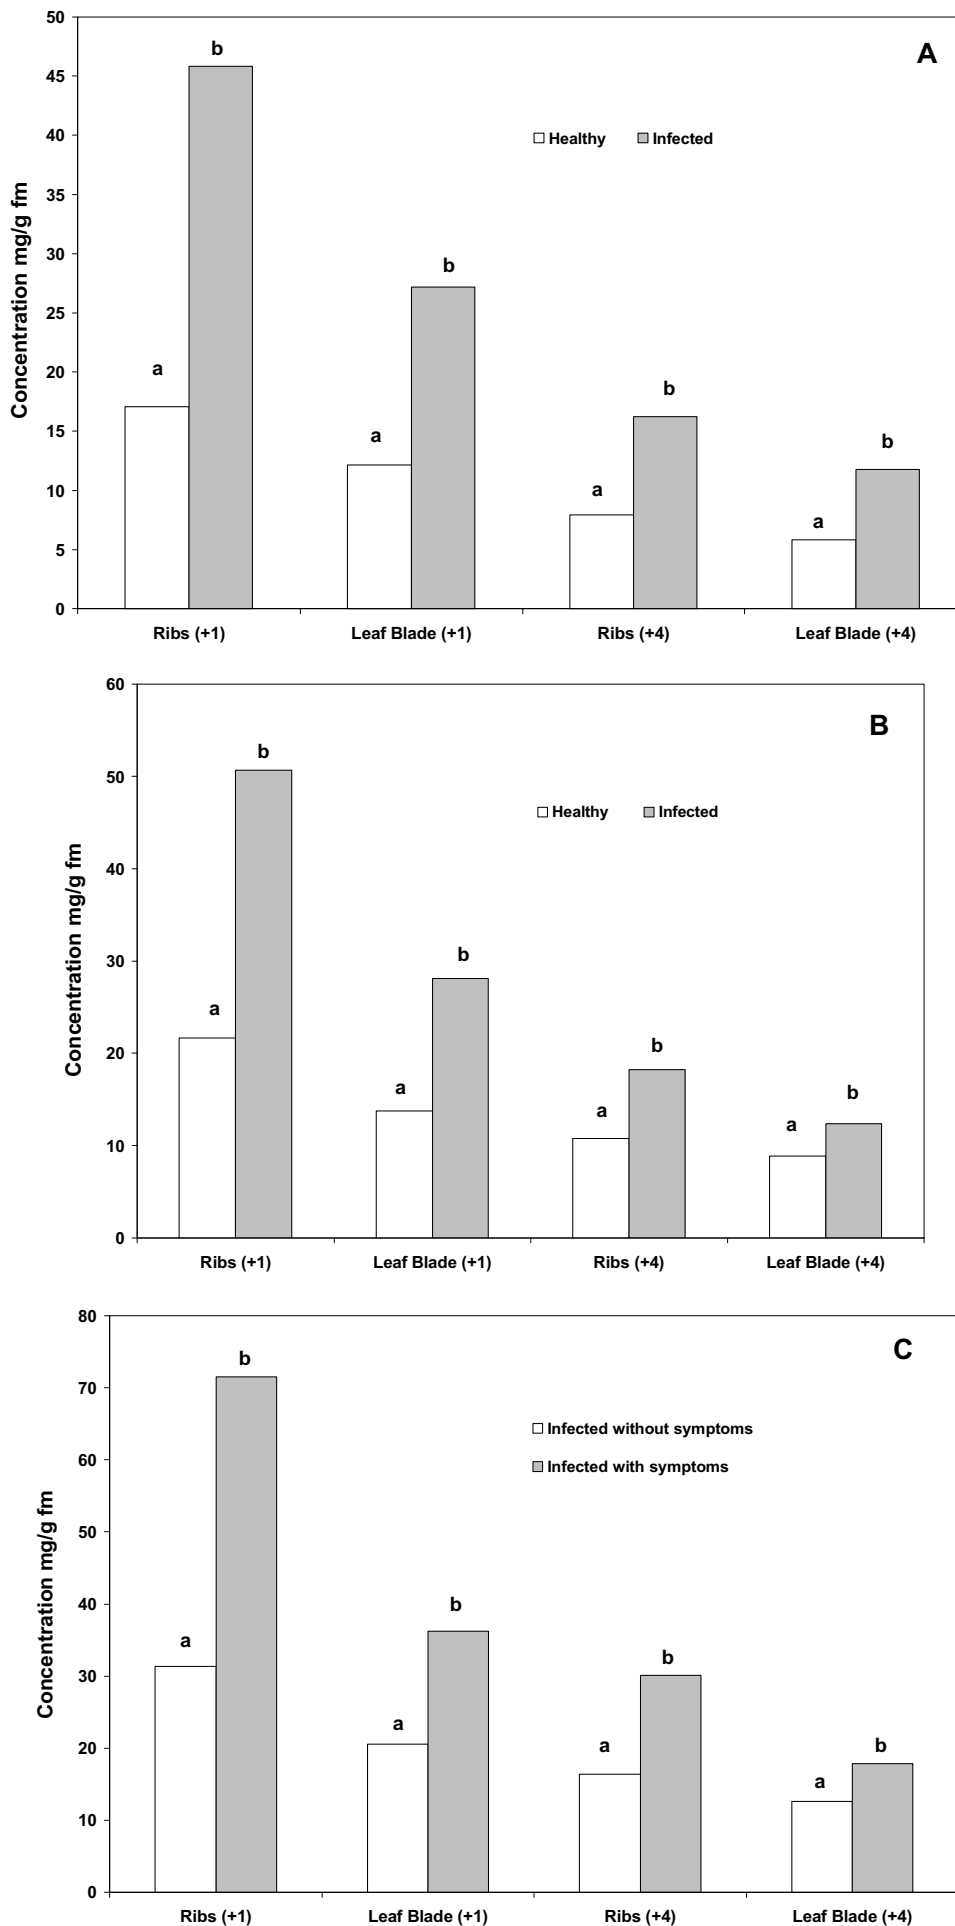 50
45
40
35
30
25
20
15
10
5
0
Concentration mg/g fm
A
Healthy Infected
a b a b a b a b
Ribs (+1) Leaf Blade (+1) Ribs (+4) Leaf Blade (+4)
60
50
40
30
20
10
0
Concentration mg/g fm
B
Healthy Infected
a b a b a b a b
Ribs (+1) Leaf Blade (+1) Ribs (+4) Leaf Blade (+4)
80
70
60
50
40
30
20
10
0
Concentration mg/g fm
C
Infected without symptoms
Infected with symptoms
a b a b a b a b
Ribs (+1) Leaf Blade (+1) Ribs (+4) Leaf Blade (+4)